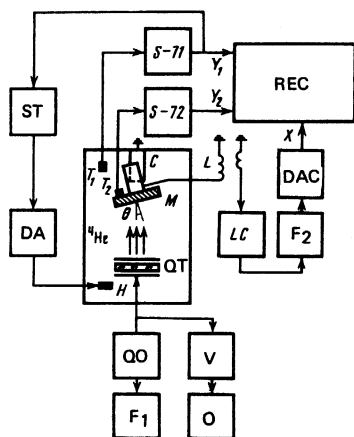 S-71
Y₁
REC
ST
S-72
Y₂
X
T₁
T₂
C
L
DAC
θ
A
M
DA
⁴He
LC
F₂
QT
H
QO
V
F₁
O